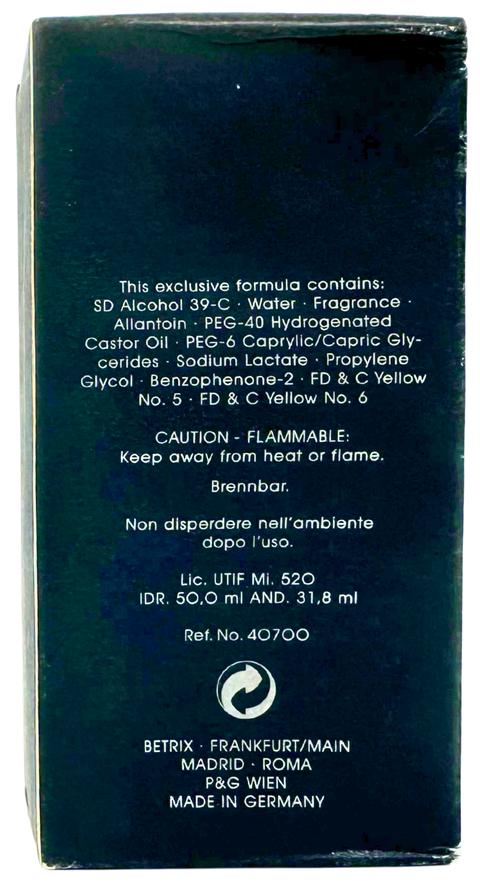 This exclusive formula contains:
SD Alcohol 39-C · Water · Fragrance ·
Allantoin · PEG-40 Hydrogenated
Castor Oil · PEG-6 Caprylic/Capric Gly-
cerides · Sodium Lactate · Propylene
Glycol · Benzophenone-2 · FD & C Yellow
No. 5 · FD & C Yellow No. 6
CAUTION - FLAMMABLE:
Keep away from heat or flame.
Brennbar.
Non disperdere nell'ambiente
dopo l'uso.
Lic. UTIF Mi. 520
IDR. 50,0 ml AND. 31,8 ml
Ref. No. 40700
BETRIX · FRANKFURT/MAIN
MADRID · ROMA
P&G WIEN
MADE IN GERMANY